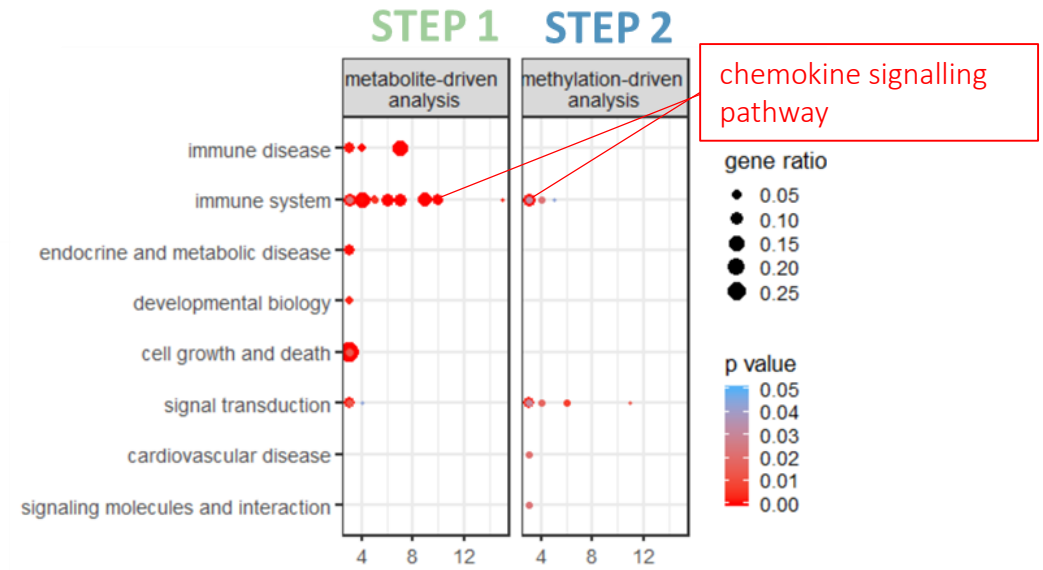 STEP 1 STEP 2
metabolite-driven
analysis
methylation-driven
analysis
chemokine signalling
pathway
immune disease
immune system
endocrine and metabolic disease
developmental biology
cell growth and death
signal transduction
cardiovascular disease
signaling molecules and interaction
4 8 12
4 8 12
gene ratio
0.05
0.10
0.15
0.20
0.25
p value
0.05
0.04
0.03
0.02
0.01
0.00